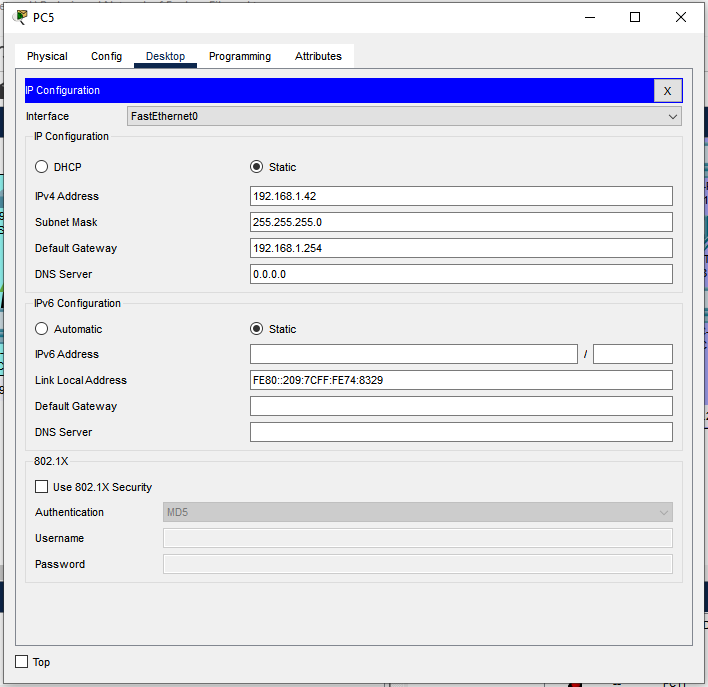 PC5
Physical Config Desktop Programming Attributes
IP Configuration X
Interface FastEthernet0
IP Configuration
DHCP Static
IPv4 Address 192.168.1.42
Subnet Mask 255.255.255.0
Default Gateway 192.168.1.254
DNS Server 0.0.0.0
IPv6 Configuration
Automatic Static
IPv6 Address /
Link Local Address FE80::209:7CFF:FE74:8329
Default Gateway
DNS Server
802.1X
Use 802.1X Security
Authentication MD5
Username
Password
Top